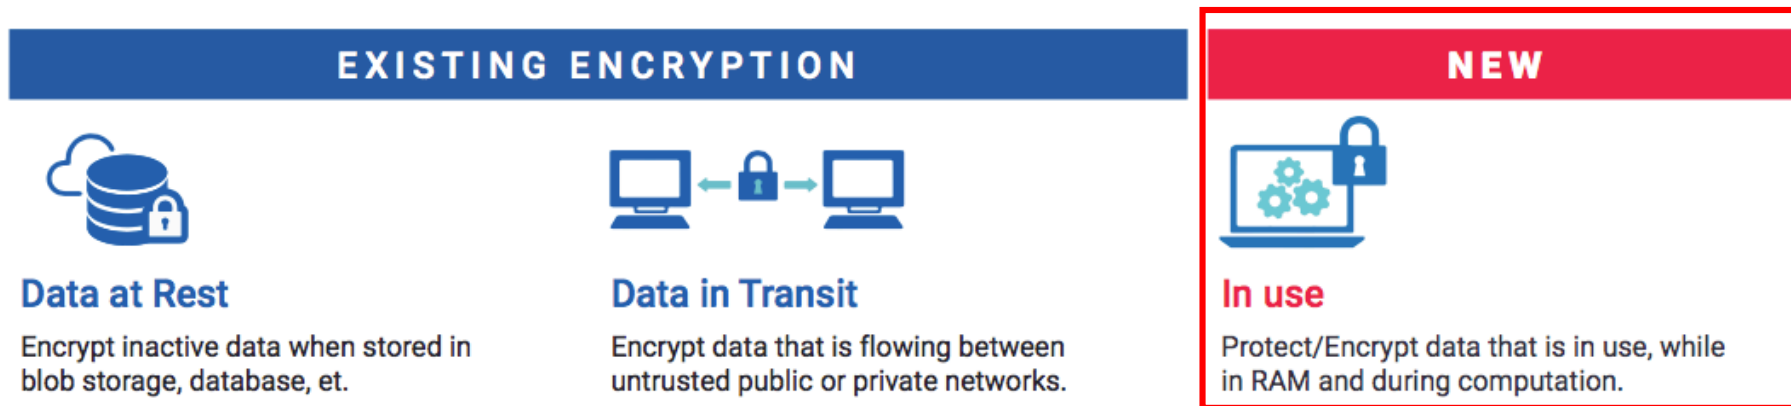 EXISTING ENCRYPTION
NEW
Data at Rest
Encrypt inactive data when stored in
blob storage, database, et.
Data in Transit
Encrypt data that is flowing between
untrusted public or private networks.
In use
Protect/Encrypt data that is in use, while
in RAM and during computation.